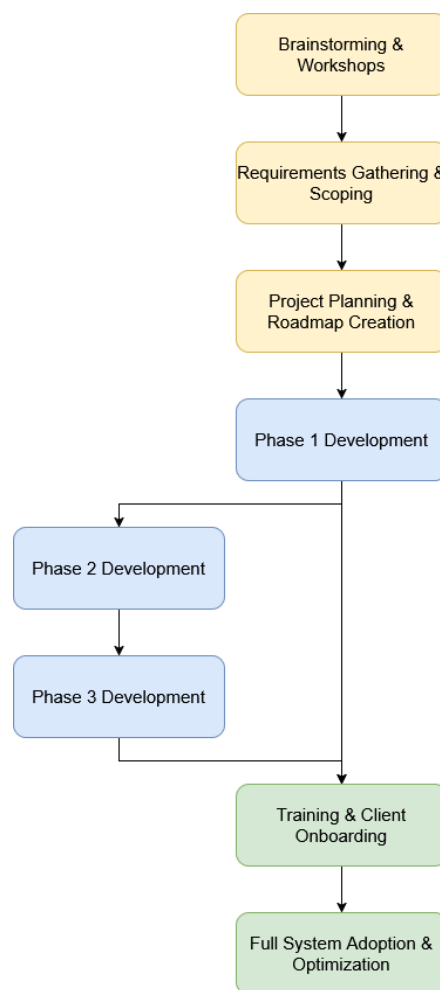 Brainstorming &
Workshops
Requirements Gathering &
Scoping
Project Planning &
Roadmap Creation
Phase 1 Development
Phase 2 Development
Phase 3 Development
Training & Client
Onboarding
Full System Adoption &
Optimization